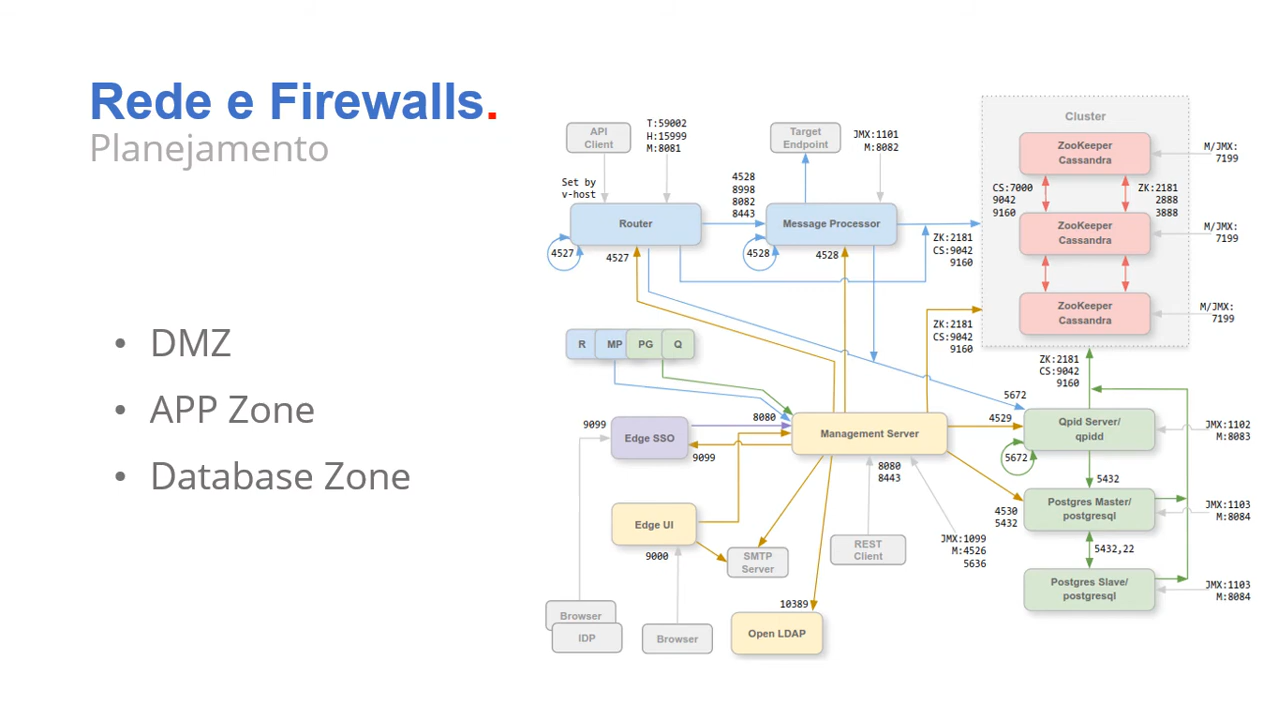 Rede e Firewalls.
Planejamento
• DMZ
• APP Zone
• Database Zone
API
Client
T:59002
H:15999
M:8081
Target
Endpoint
JMX:1101
M:8082
Set by
v-host
4528
8998
8082
8443
Router
Message Processor
4527
4527
4528
4528
ZK:2181
CS:9042
9160
Cluster
ZooKeeper
Cassandra
M/JMX:
7199
CS:7000
9042
9160
ZK:2181
2888
3888
ZooKeeper
Cassandra
M/JMX:
7199
ZooKeeper
Cassandra
M/JMX:
7199
ZK:2181
CS:9042
9160
R
MP
PG
Q
ZK:2181
CS:9042
9160
9099
Edge SSO
8080
9099
Management Server
5672
4529
Qpid Server/
qpidd
JMX:1102
M:8083
5672
8080
8443
5432
Edge UI
9000
SMTP
Server
REST
Client
JMX:1099
M:4526
5636
4530
5432
Postgres Master/
postgresql
JMX:1103
M:8084
5432,22
Postgres Slave/
postgresql
JMX:1103
M:8084
Browser
IDP
Browser
10389
Open LDAP